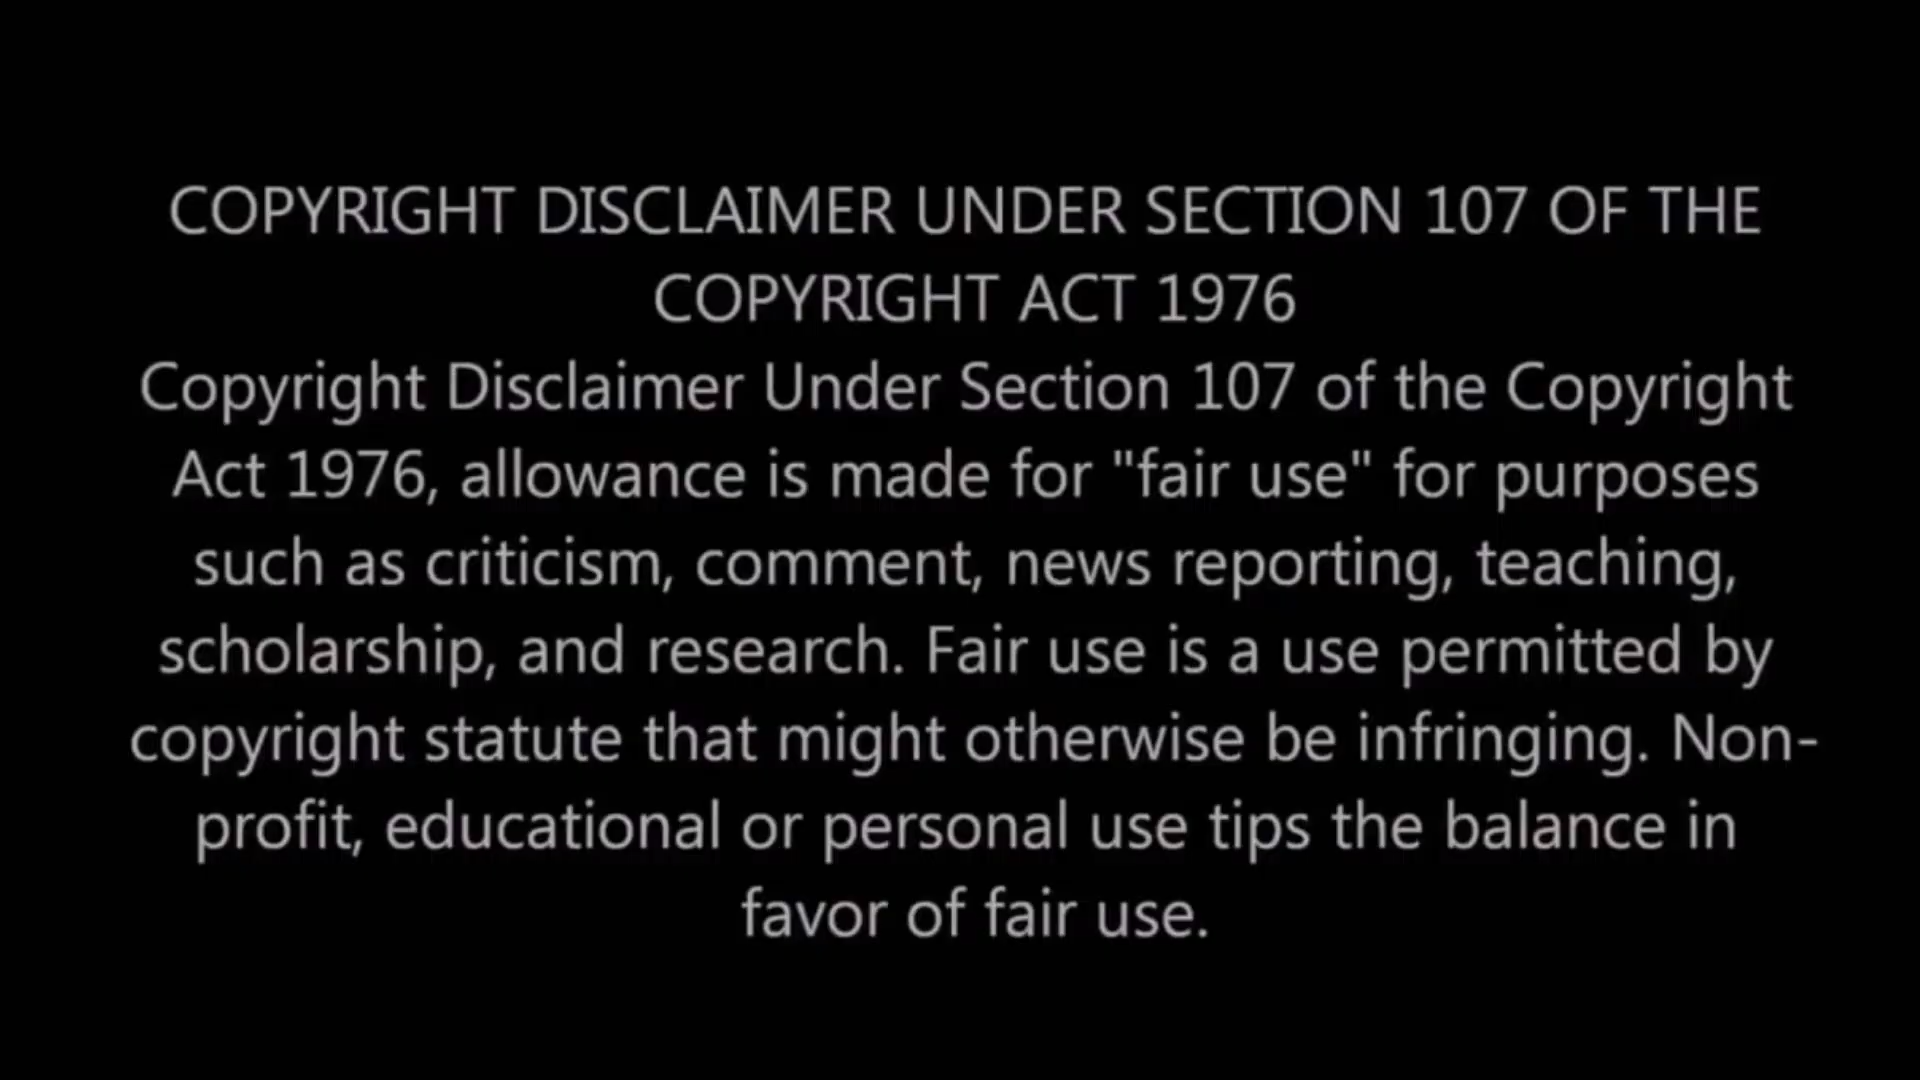 COPYRIGHT DISCLAIMER UNDER SECTION 107 OF THE
COPYRIGHT ACT 1976
Copyright Disclaimer Under Section 107 of the Copyright
Act 1976, allowance is made for "fair use" for purposes
such as criticism, comment, news reporting, teaching,
scholarship, and research. Fair use is a use permitted by
copyright statute that might otherwise be infringing. Non-
profit, educational or personal use tips the balance in
favor of fair use.